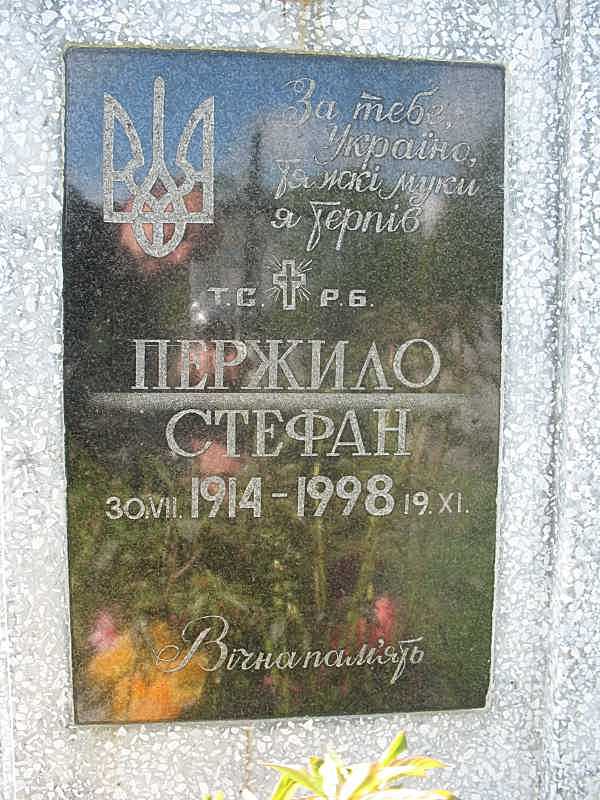 За тебе,
Україно,
тяжкі муки
я терпів
Т.С. Р.Б.
ПЕРЖИЛО
СТЕФАН
30.VII. 1914-1998 19.XI.
Вічна пам'ять